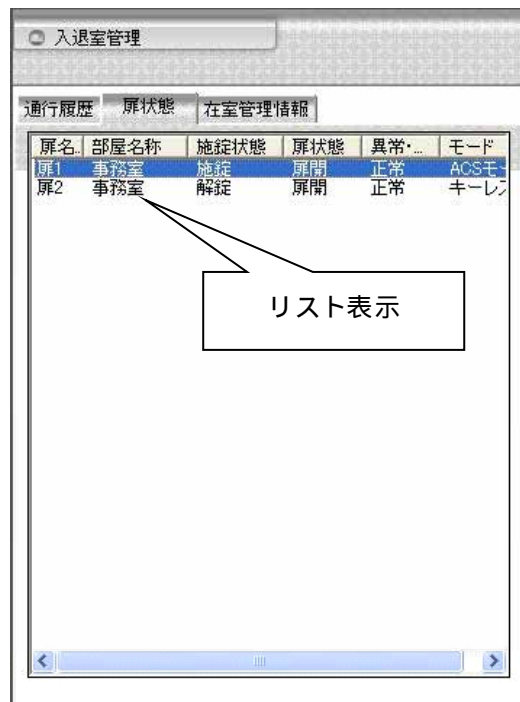 入退室管理
通行履歴 扉状態 在室管理情報
扉名.. 部屋名称 施錠状態 扉状態 異常・... モード
扉1 事務室 施錠 扉開 正常 ACSモ
扉2 事務室 解錠 扉開 正常 キーレ
リスト表示